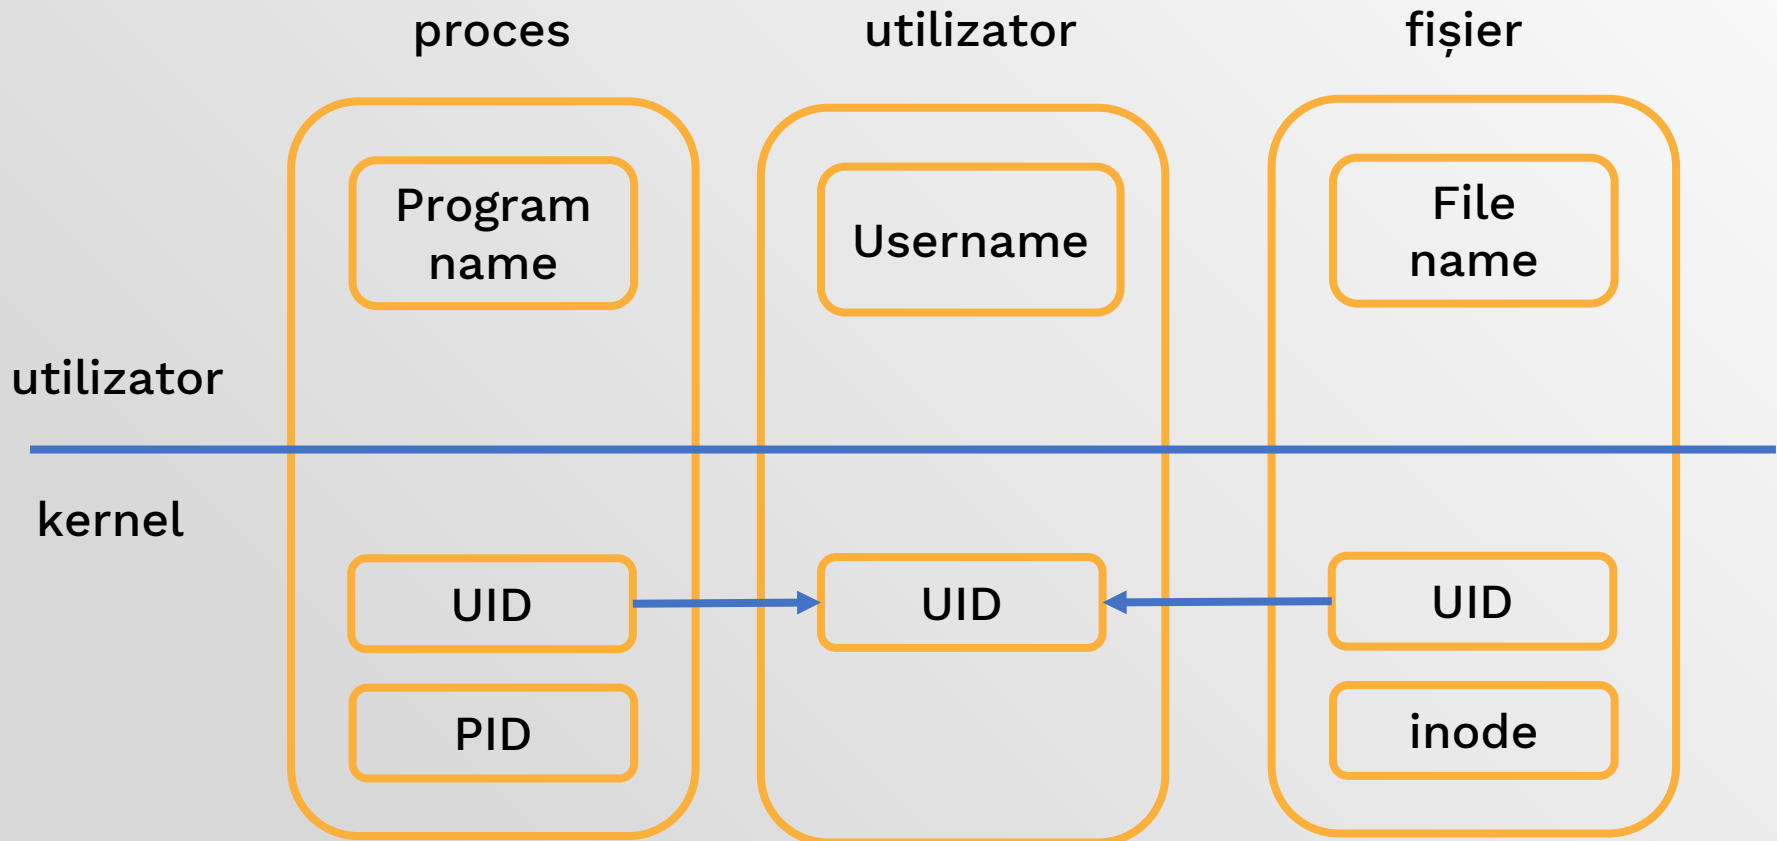 proces
utilizator
fișier
Program
name
Username
File
name
utilizator
kernel
UID
UID
UID
PID
inode